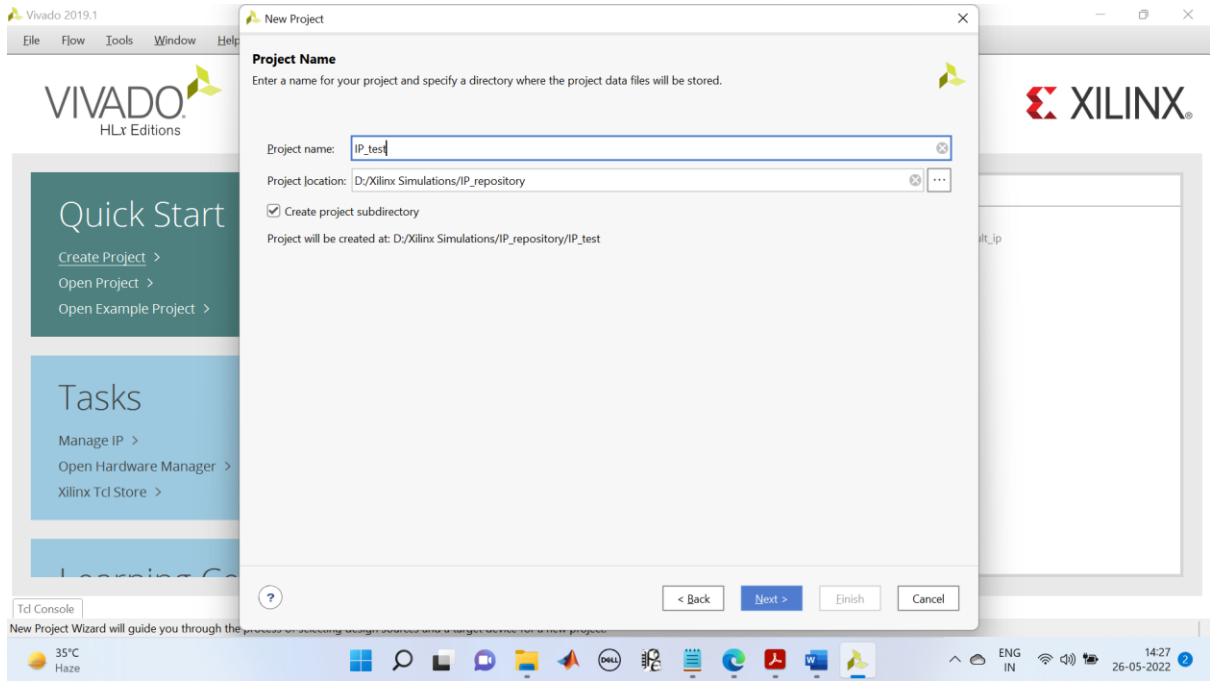 Vivado 2019.1
File Flow Tools Window Help
VIVADO.
HLx Editions
XILINX.
Quick Start
Create Project >
Open Project >
Open Example Project >
Tasks
Manage IP >
Open Hardware Manager >
Xilinx Tcl Store >
New Project
Project Name
Enter a name for your project and specify a directory where the project data files will be stored.
Project name: IP_test
Project location: D:/Xilinx Simulations/IP_repository
...
Create project subdirectory
Project will be created at: D:/Xilinx Simulations/IP_repository/IP_test
ult_ip
?
< Back Next > Finish Cancel
Tcl Console
New Project Wizard will guide you through the process of selecting design sources and a target device for a new project.
35°C
Haze
DELL
W
ENG
IN
14:27
26-05-2022
2